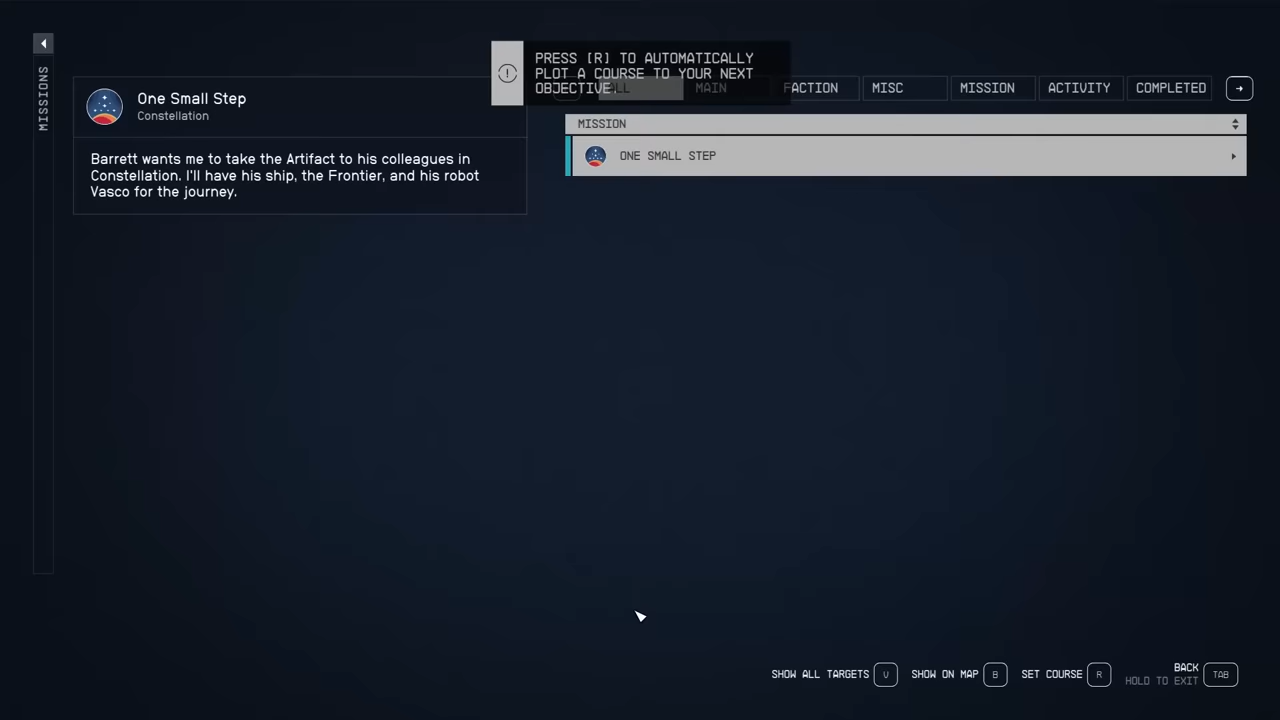 MISSIONS
One Small Step
Constellation
Barrett wants me to take the Artifact to his colleagues in
Constellation. I'll have his ship, the Frontier, and his robot
Vasco for the journey.
PRESS [R] TO AUTOMATICALLY
PLOT A COURSE TO YOUR NEXT
OBJECTIVE.
ALL MAIN FACTION MISC MISSION ACTIVITY COMPLETED
MISSION
ONE SMALL STEP
SHOW ALL TARGETS V SHOW ON MAP B SET COURSE R BACK TAB
HOLD TO EXIT